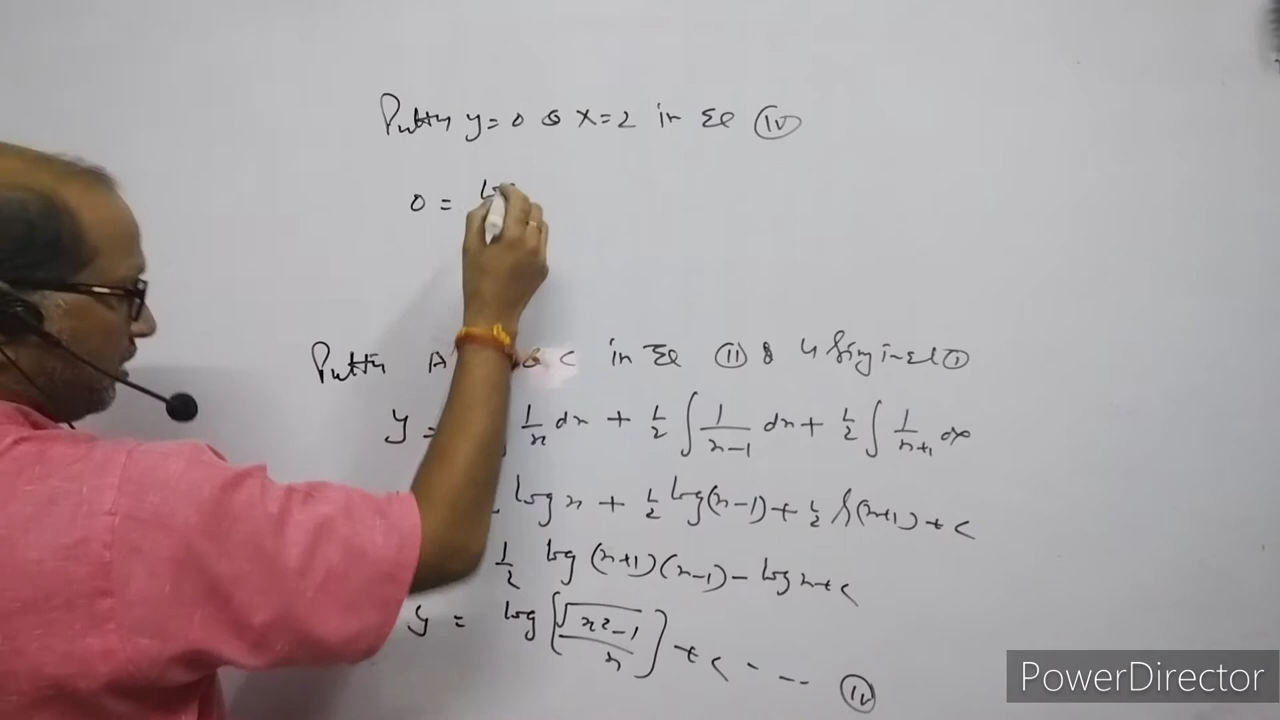 Putting y=0 & x=2 in Eq (iv)
0 = log
Putting A & C in Eq (ii) & Using in Eq (i)
y = 1/x dx + 1/2 ∫ 1/x-1 dx + 1/2 ∫ 1/x+1 dx
log x + 1/2 log(x-1) + 1/2 log(x+1) + c
1/2 log (x+1)(x-1) - log x + c
y = log [√x²-1 / x] + c - -- (iv)
PowerDirector